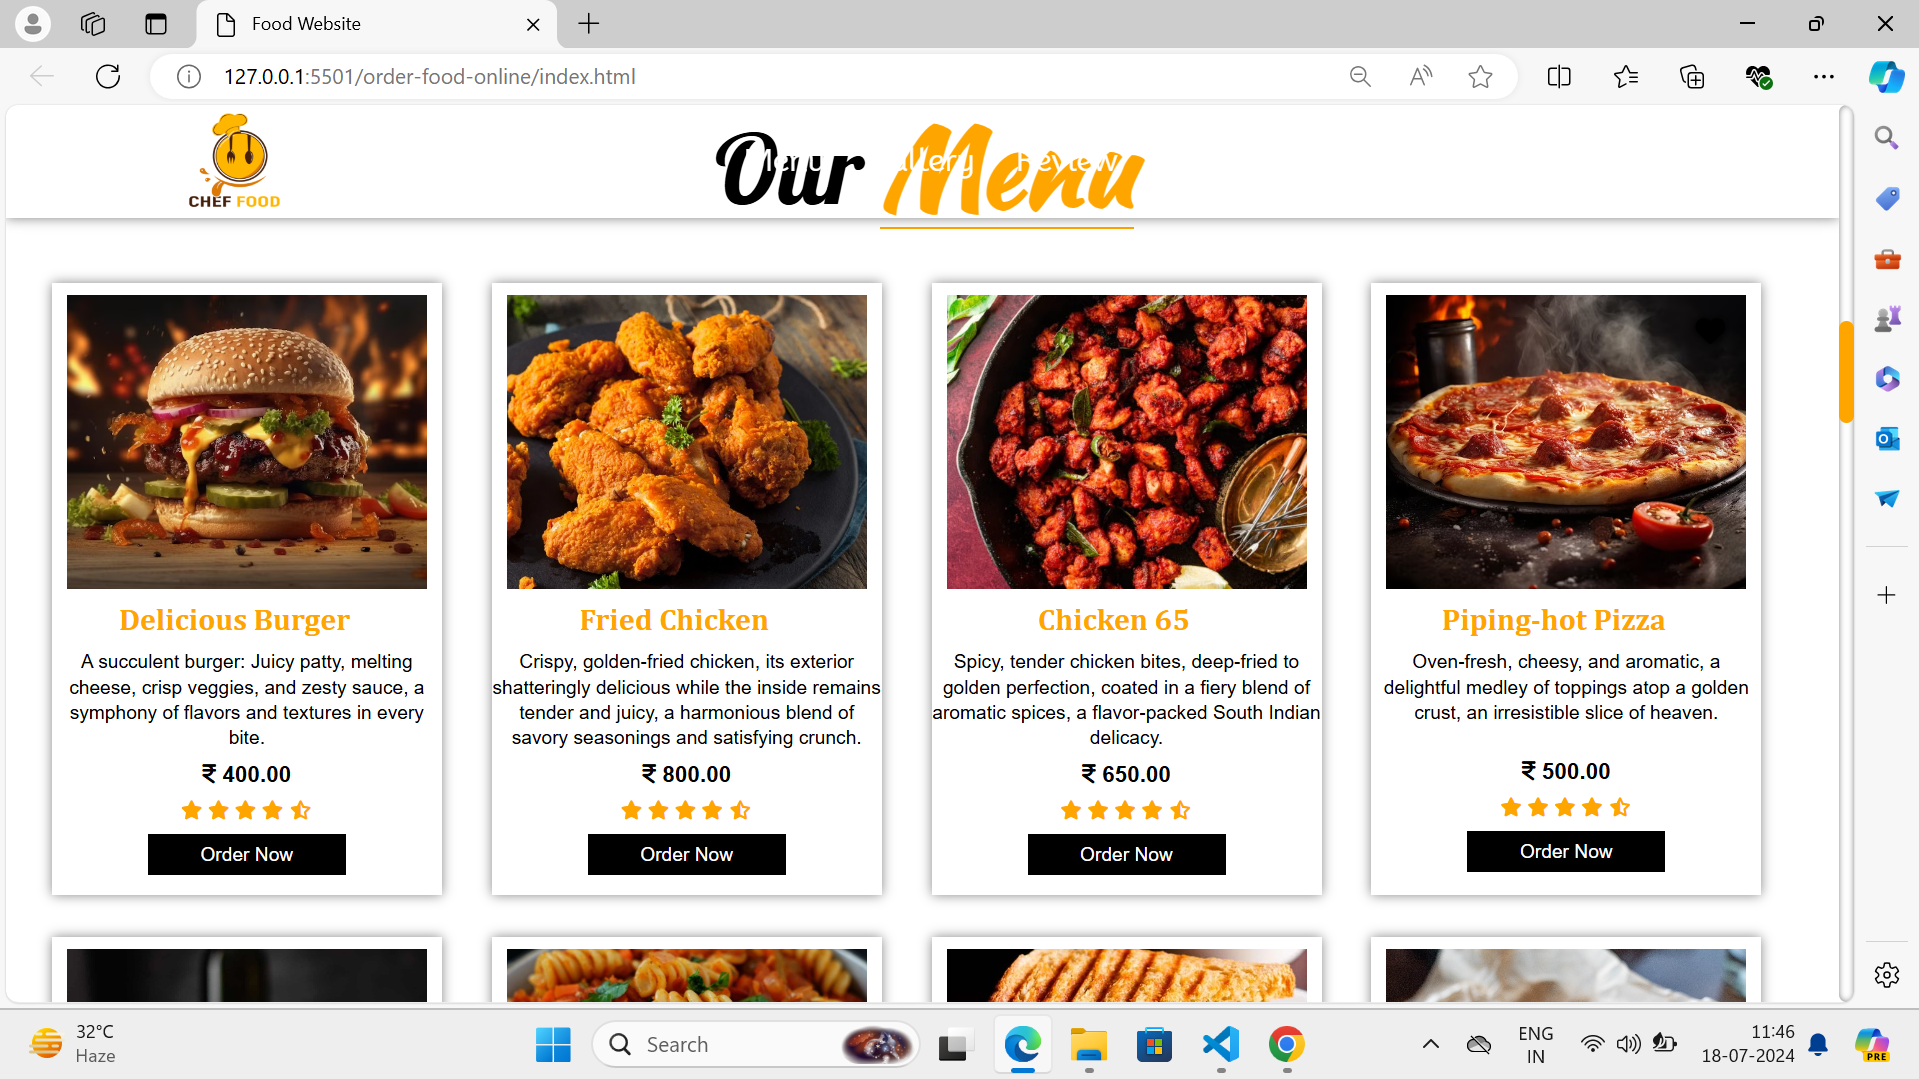 Food Website
127.0.0.1:5501/order-food-online/index.html
CHEF FOOD
Our Menu
Menu
Review
Delicious Burger
A succulent burger: Juicy patty, melting
cheese, crisp veggies, and zesty sauce, a
symphony of flavors and textures in every
bite.
₹ 400.00
Order Now
Fried Chicken
Crispy, golden-fried chicken, its exterior
shatteringly delicious while the inside remains
tender and juicy, a harmonious blend of
savory seasonings and satisfying crunch.
₹ 800.00
Order Now
Chicken 65
Spicy, tender chicken bites, deep-fried to
golden perfection, coated in a fiery blend of
aromatic spices, a flavor-packed South Indian
delicacy.
₹ 650.00
Order Now
Piping-hot Pizza
Oven-fresh, cheesy, and aromatic, a
delightful medley of toppings atop a golden
crust, an irresistible slice of heaven.
₹ 500.00
Order Now
32°C
Haze
Search
ENG
IN
11:46
18-07-2024
PRE